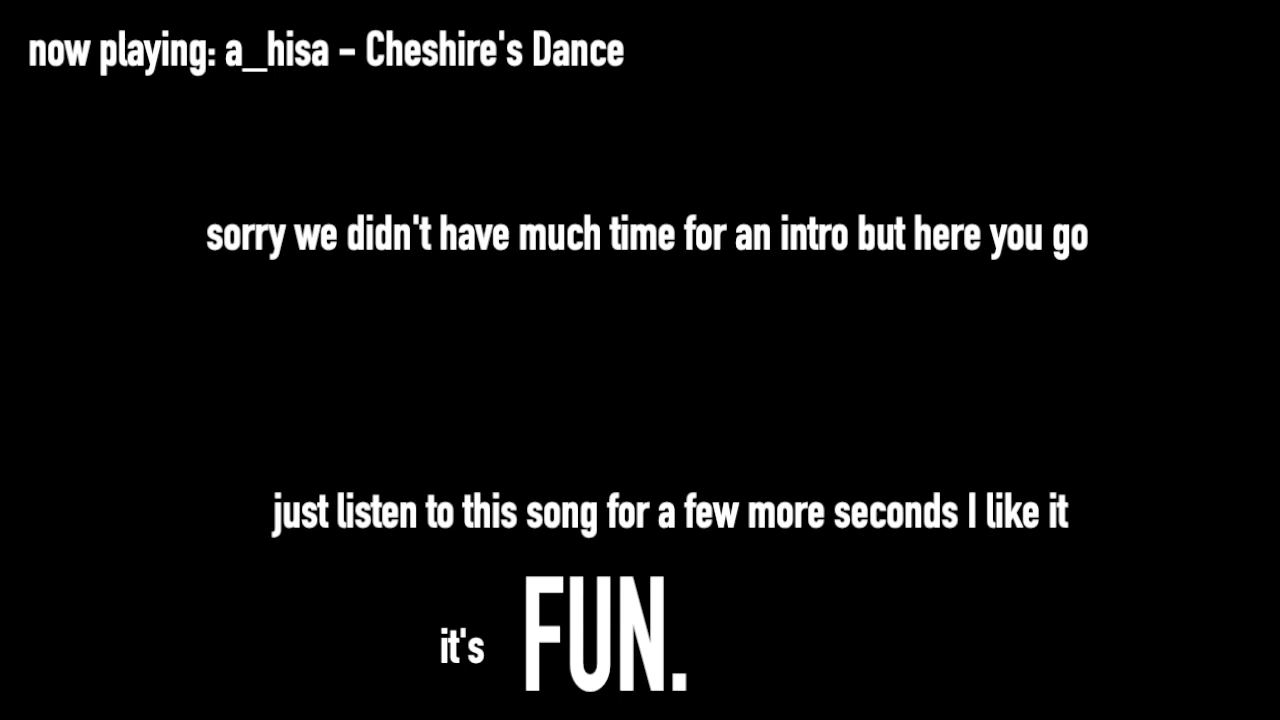 now playing: a_hisa - Cheshire's Dance
sorry we didn't have much time for an intro but here you go
just listen to this song for a few more seconds I like it
it's FUN.